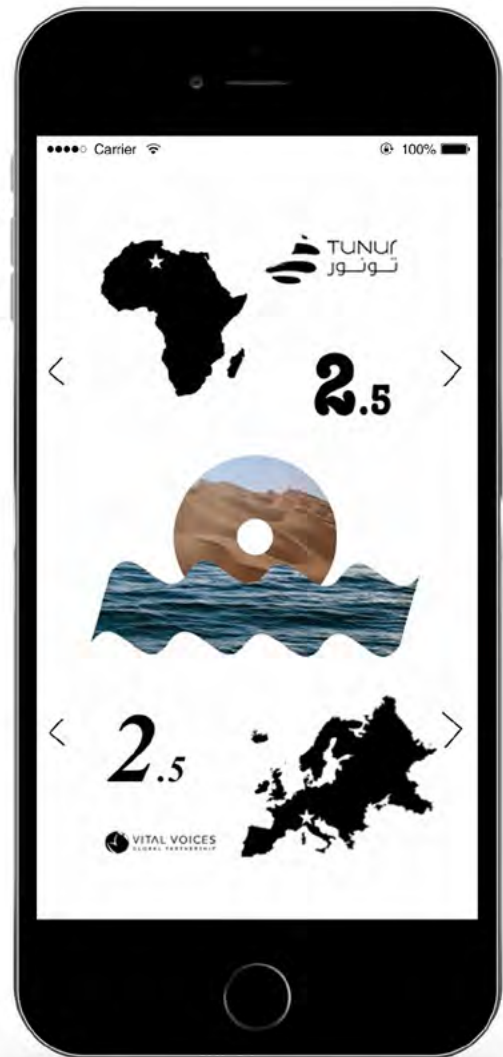 Carrier 100%
TUNUr
تـونـور
2.5
2.5
VITAL VOICES
GLOBAL PARTNERSHIP